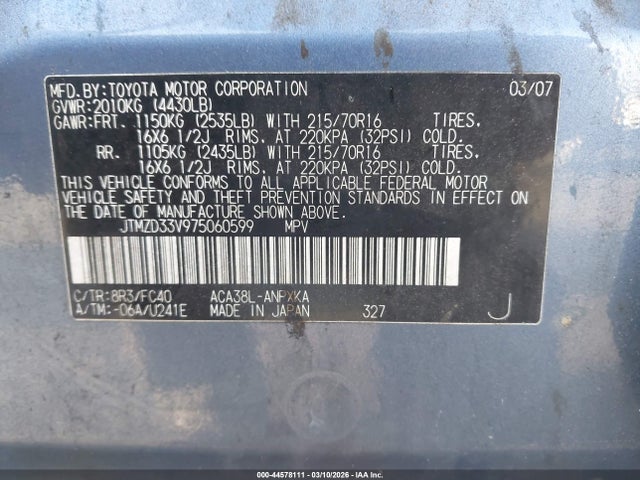 MFD.BY:TOYOTA MOTOR CORPORATION 03/07
GVWR:2010KG (4430LB)
GAWR:FRT. 1150KG (2535LB) WITH 215/70R16 TIRES,
16X6 1/2J RIMS, AT 220KPA (32PSI) COLD.
RR. 1105KG (2435LB) WITH 215/70R16 TIRES,
16X6 1/2J RIMS, AT 220KPA (32PSI) COLD.
THIS VEHICLE CONFORMS TO ALL APPLICABLE FEDERAL MOTOR
VEHICLE SAFETY AND THEFT PREVENTION STANDARDS IN EFFECT ON
THE DATE OF MANUFACTURE SHOWN ABOVE.
JTMZD33V975060599 MPV
C/TR:8R3/FC40 ACA38L-ANPXKA
A/TM:-06A/U241E MADE IN JAPAN 327 J
000-44578111 - 03/10/2026 - IAA Inc.